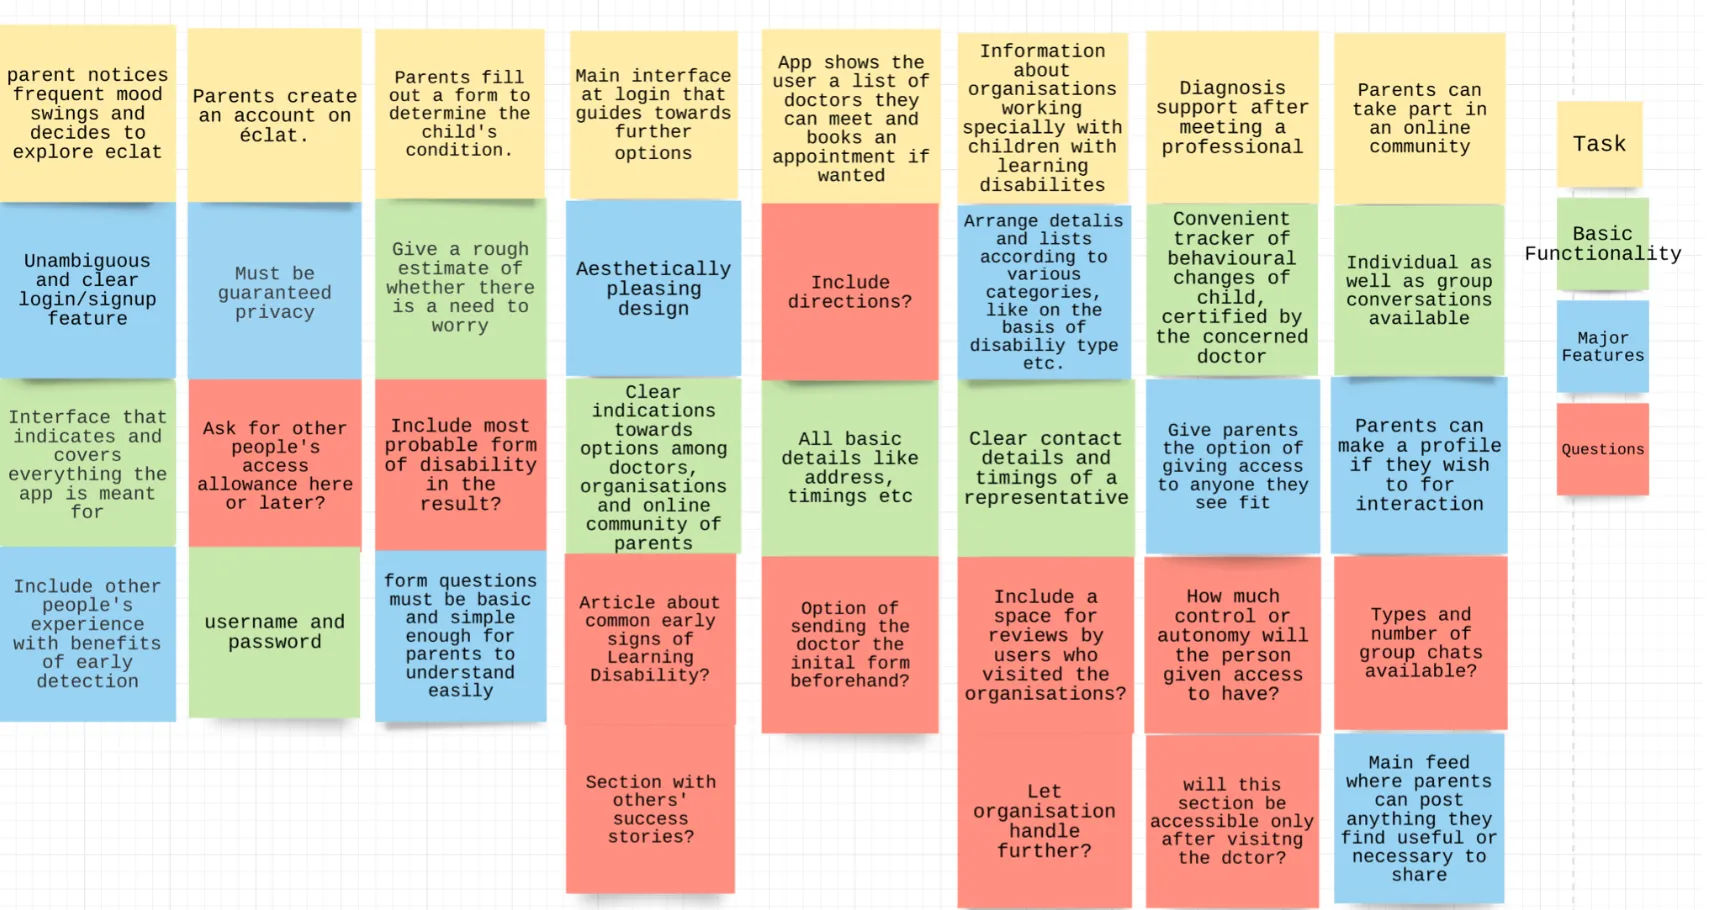 parent notices
frequent mood
swings and
decides to
explore eclat
Parents create
an account on
éclat.
Parents fill
out a form to
determine the
child's
condition.
Main interface
at login that
guides towards
further
options
App shows the
user a list of
doctors they
can meet and
books an
appointment if
wanted
Information
about
organisations
working
specially with
children with
learning
disabilites
Diagnosis
support after
meeting a
professional
Parents can
take part in
an online
community
Task
Unambiguous
and clear
login/signup
feature
Must be
guaranteed
privacy
Give a rough
estimate of
whether there
is a need to
worry
Aesthetically
pleasing
design
Include
directions?
Arrange detalis
and lists
according to
various
categories,
like on the
basis of
disabiliy type
etc.
Convenient
tracker of
behavioural
changes of
child,
certified by
the concerned
doctor
Individual as
well as group
conversations
available
Basic
Functionality
Major
Features
Interface that
indicates and
covers
everything the
app is meant
for
Ask for other
people's
access
allowance here
or later?
Include most
probable form
of disability
in the
result?
Clear
indications
towards
options among
doctors,
organisations
and online
community of
parents
All basic
details like
address,
timings etc
Clear contact
details and
timings of a
representative
Give parents
the option of
giving access
to anyone they
see fit
Parents can
make a profile
if they wish
to for
interaction
Questions
Include other
people's
experience
with benefits
of early
detection
username and
password
form questions
must be basic
and simple
enough for
parents to
understand
easily
Article about
common early
signs of
Learning
Disability?
Option of
sending the
doctor the
inital form
beforehand?
Include a
space for
reviews by
users who
visited the
organisations?
How much
control or
autonomy will
the person
given access
to have?
Types and
number of
group chats
available?
Section with
others'
success
stories?
Let
organisation
handle
further?
will this
section be
accessible only
after visitng
the dctor?
Main feed
where parents
can post
anything they
find useful or
necessary to
share